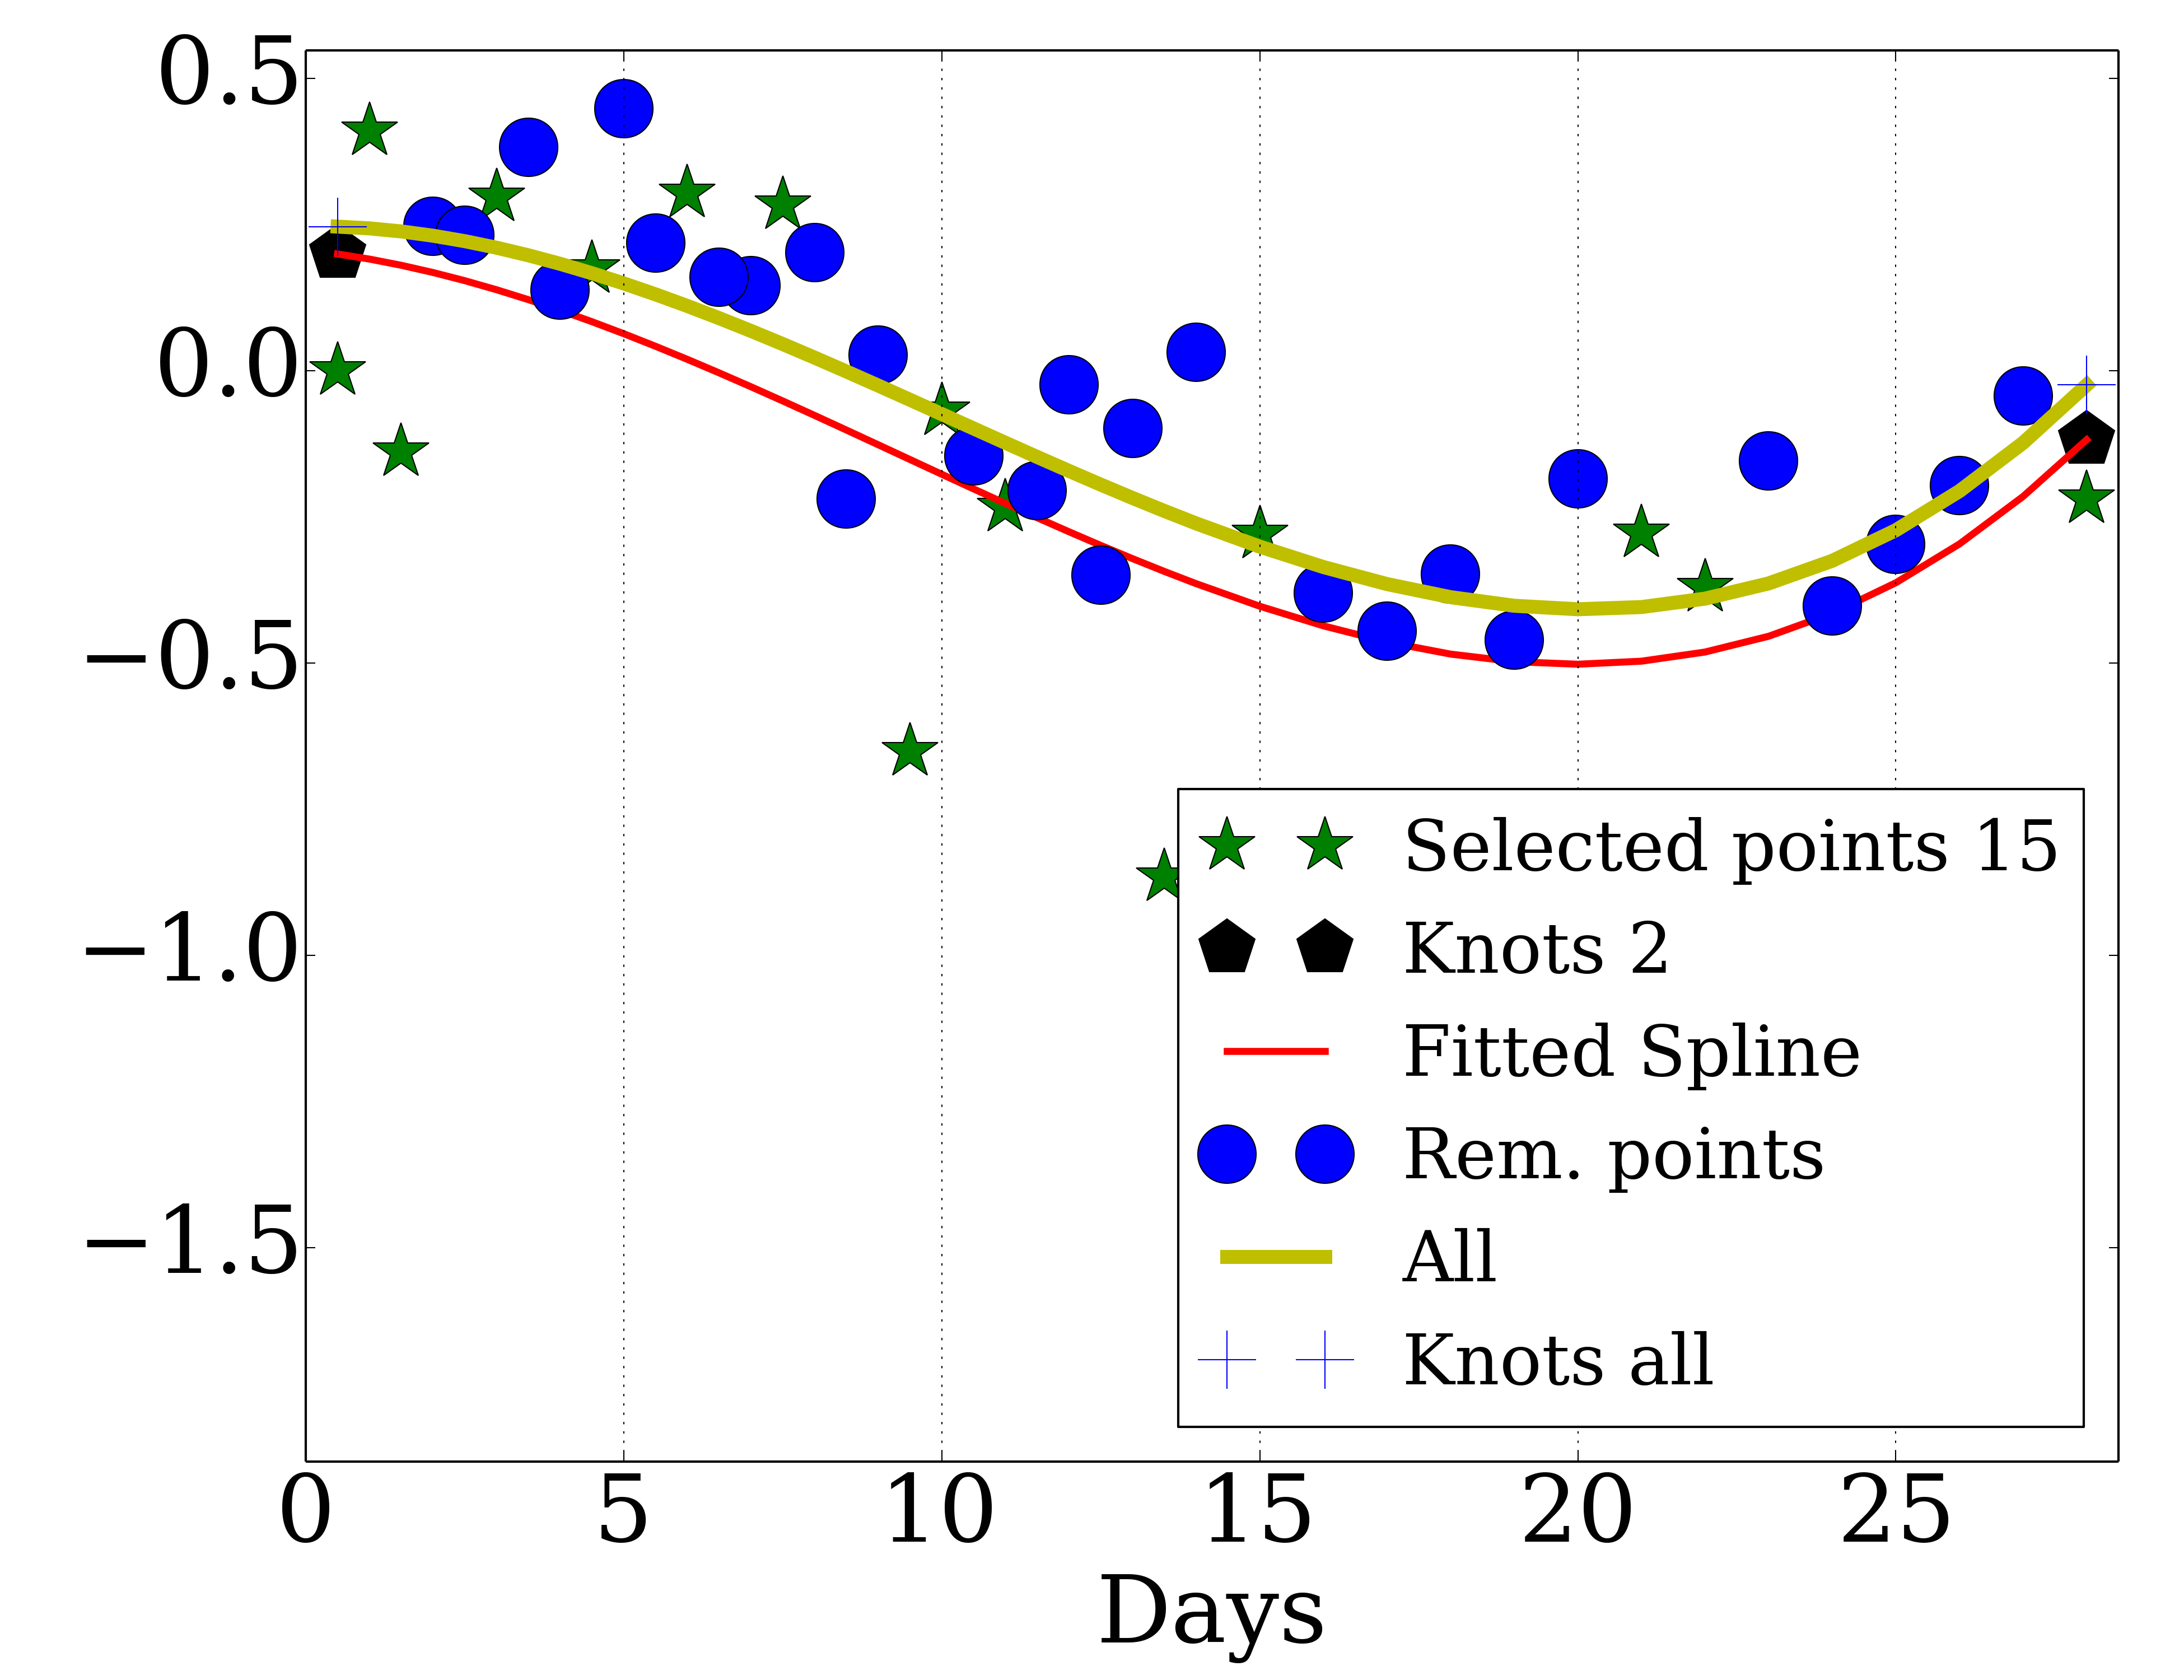 0.5
0.0
−0.5
−1.0
−1.5
Selected points 15
Knots 2
Fitted Spline
Rem. points
All
Knots all
0 5 10 15 20 25
Days